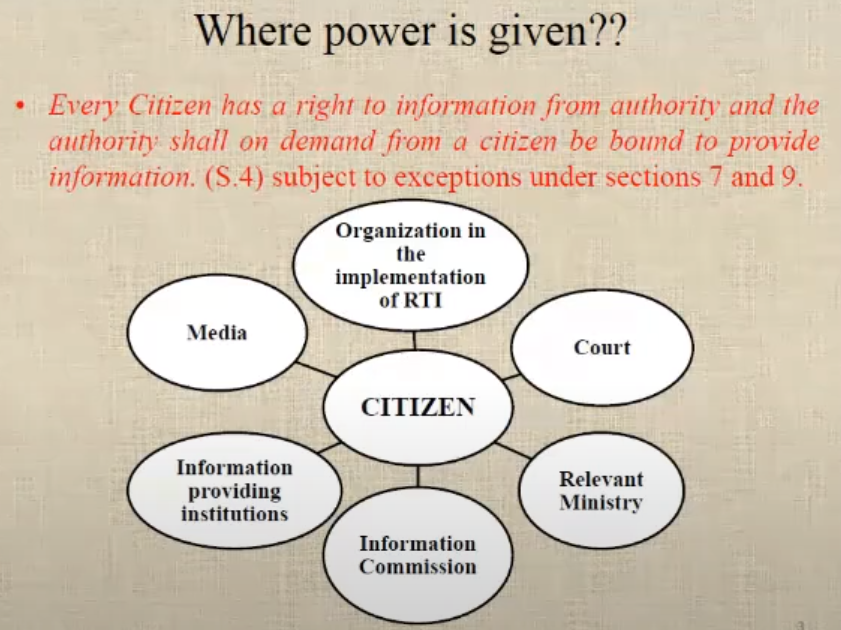 Where power is given??
• Every Citizen has a right to information from authority and the
authority shall on demand from a citizen be bound to provide
information. (S.4) subject to exceptions under sections 7 and 9.
Organization in
the
implementation
of RTI
Media
Court
CITIZEN
Information
providing
institutions
Relevant
Ministry
Information
Commission
3